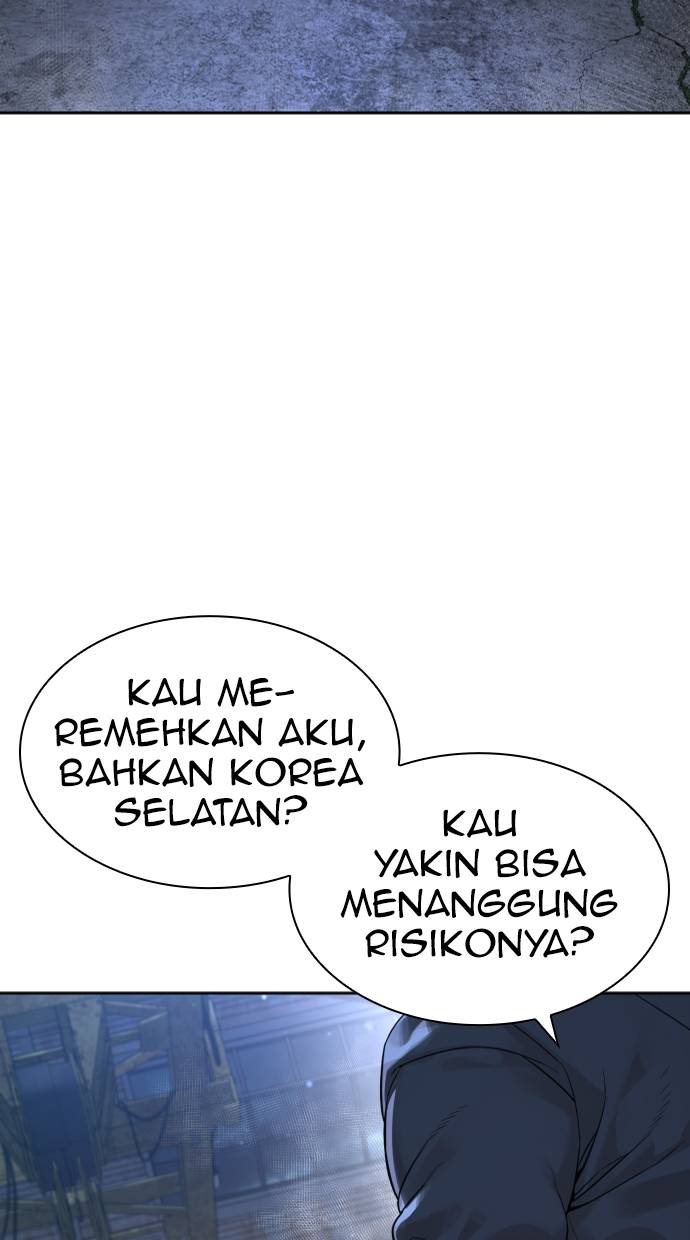 KAU ME-
REMEHKAN AKU,
BAHKAN KOREA
SELATAN?
KAU
YAKIN BISA
MENANGGUNG
RISIKONYA?